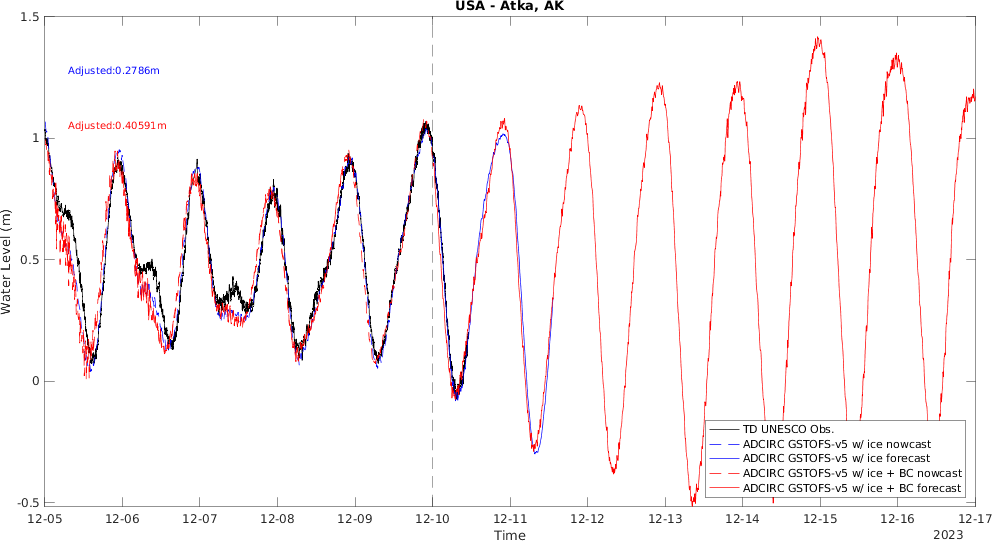 USA - Atka, AK
1.5
Adjusted:0.2786m
Adjusted:0.40591m
1
0.5
0
-0.5
Water Level (m)
TD UNESCO Obs.
ADCIRC GSTOFS-v5 w/ ice nowcast
ADCIRC GSTOFS-v5 w/ ice forecast
ADCIRC GSTOFS-v5 w/ ice + BC nowcast
ADCIRC GSTOFS-v5 w/ ice + BC forecast
12-05 12-06 12-07 12-08 12-09 12-10 12-11 12-12 12-13 12-14 12-15 12-16 12-17
Time
2023